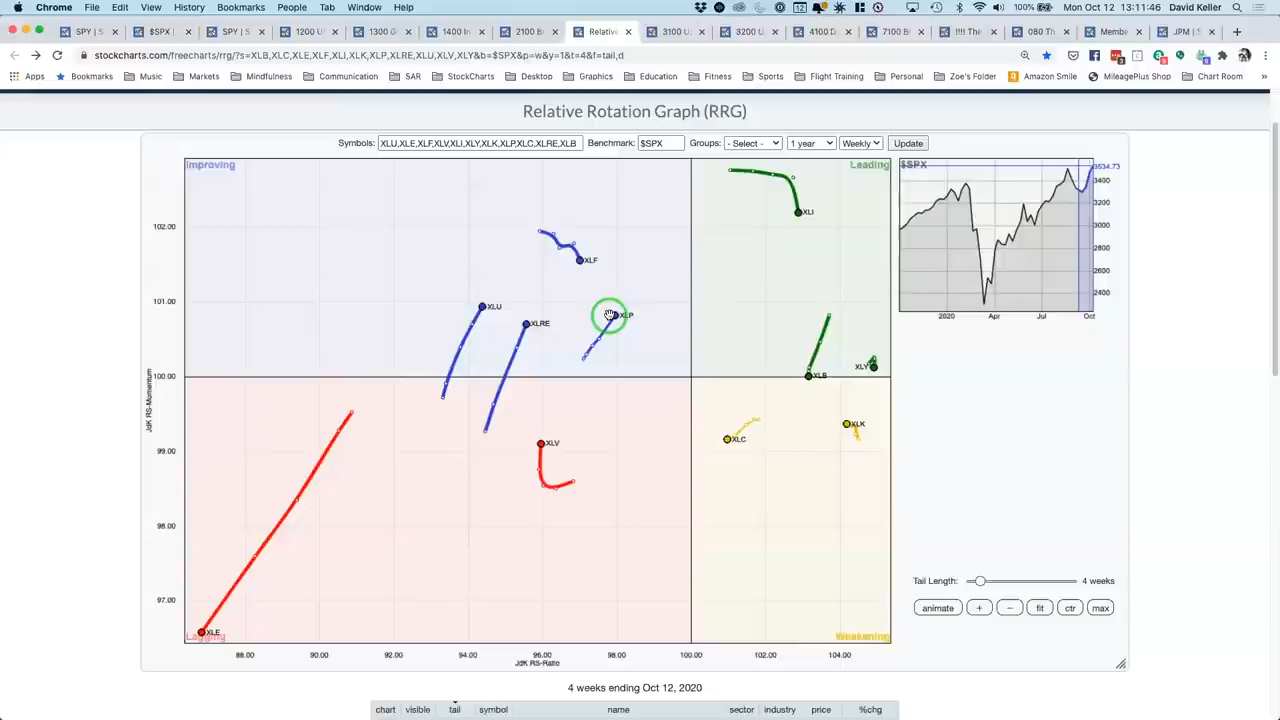 Chrome File Edit View History Bookmarks People Tab Window Help 12 100% Mon Oct 12 13:11:46 David Keller
SPY | S $SPX SPY 1200 U 1300 G 1400 In 2100 B Relative 3100 U 3200 U 4100 D 7100 B !!!! The 080 Th Membe JPM | S
stockcharts.com/freecharts/rrg/?s=XLB,XLC,XLE,XLF,XLI,XLK,XLP,XLRE,XLU,XLV,XLY&b=$SPX&p=w&y=1&t=4&f=tail,d
Apps Bookmarks Music Markets Mindfulness Communication SAR StockCharts Desktop Graphics Education Fitness Sports Flight Training Personal Zoe's Folder Amazon Smile MileagePlus Shop Chart Room
Relative Rotation Graph (RRG)
Symbols: XLU,XLE,XLF,XLV,XLI,XLY,XLK,XLP,XLC,XLRE,XLB Benchmark: $SPX Groups: - Select - 1 year Weekly Update
Improving Leading $SPX 3534.73
3400
XLI 3200
102.00 3000
XLF 2800
2600
101.00 XLU 2400
XLP 2020 Apr Jul Oct
XLRE
XLY
100.00 XLB
XLK
XLC
XLV
99.00
JdK RS-Momentum
98.00
Tail Length: 4 weeks
97.00 animate + − fit ctr max
XLE
Lagging Weakening
88.00 90.00 92.00 94.00 96.00 98.00 100.00 102.00 104.00
JdK RS-Ratio
4 weeks ending Oct 12, 2020
chart visible tail symbol name sector industry price %chg